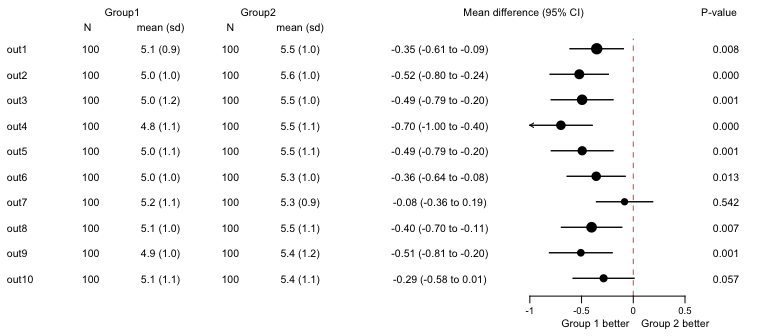 Group1 Group2 Mean difference (95% CI) P-value
N mean (sd) N mean (sd)
out1 100 5.1 (0.9) 100 5.5 (1.0) -0.35 (-0.61 to -0.09) 0.008
out2 100 5.0 (1.0) 100 5.6 (1.0) -0.52 (-0.80 to -0.24) 0.000
out3 100 5.0 (1.2) 100 5.5 (1.0) -0.49 (-0.79 to -0.20) 0.001
out4 100 4.8 (1.1) 100 5.5 (1.1) -0.70 (-1.00 to -0.40) 0.000
out5 100 5.0 (1.1) 100 5.5 (1.1) -0.49 (-0.79 to -0.20) 0.001
out6 100 5.0 (1.0) 100 5.3 (1.0) -0.36 (-0.64 to -0.08) 0.013
out7 100 5.2 (1.1) 100 5.3 (0.9) -0.08 (-0.36 to 0.19) 0.542
out8 100 5.1 (1.0) 100 5.5 (1.1) -0.40 (-0.70 to -0.11) 0.007
out9 100 4.9 (1.0) 100 5.4 (1.2) -0.51 (-0.81 to -0.20) 0.001
out10 100 5.1 (1.1) 100 5.4 (1.1) -0.29 (-0.58 to 0.01) 0.057
-1 -0.5 0 0.5
Group 1 better Group 2 better